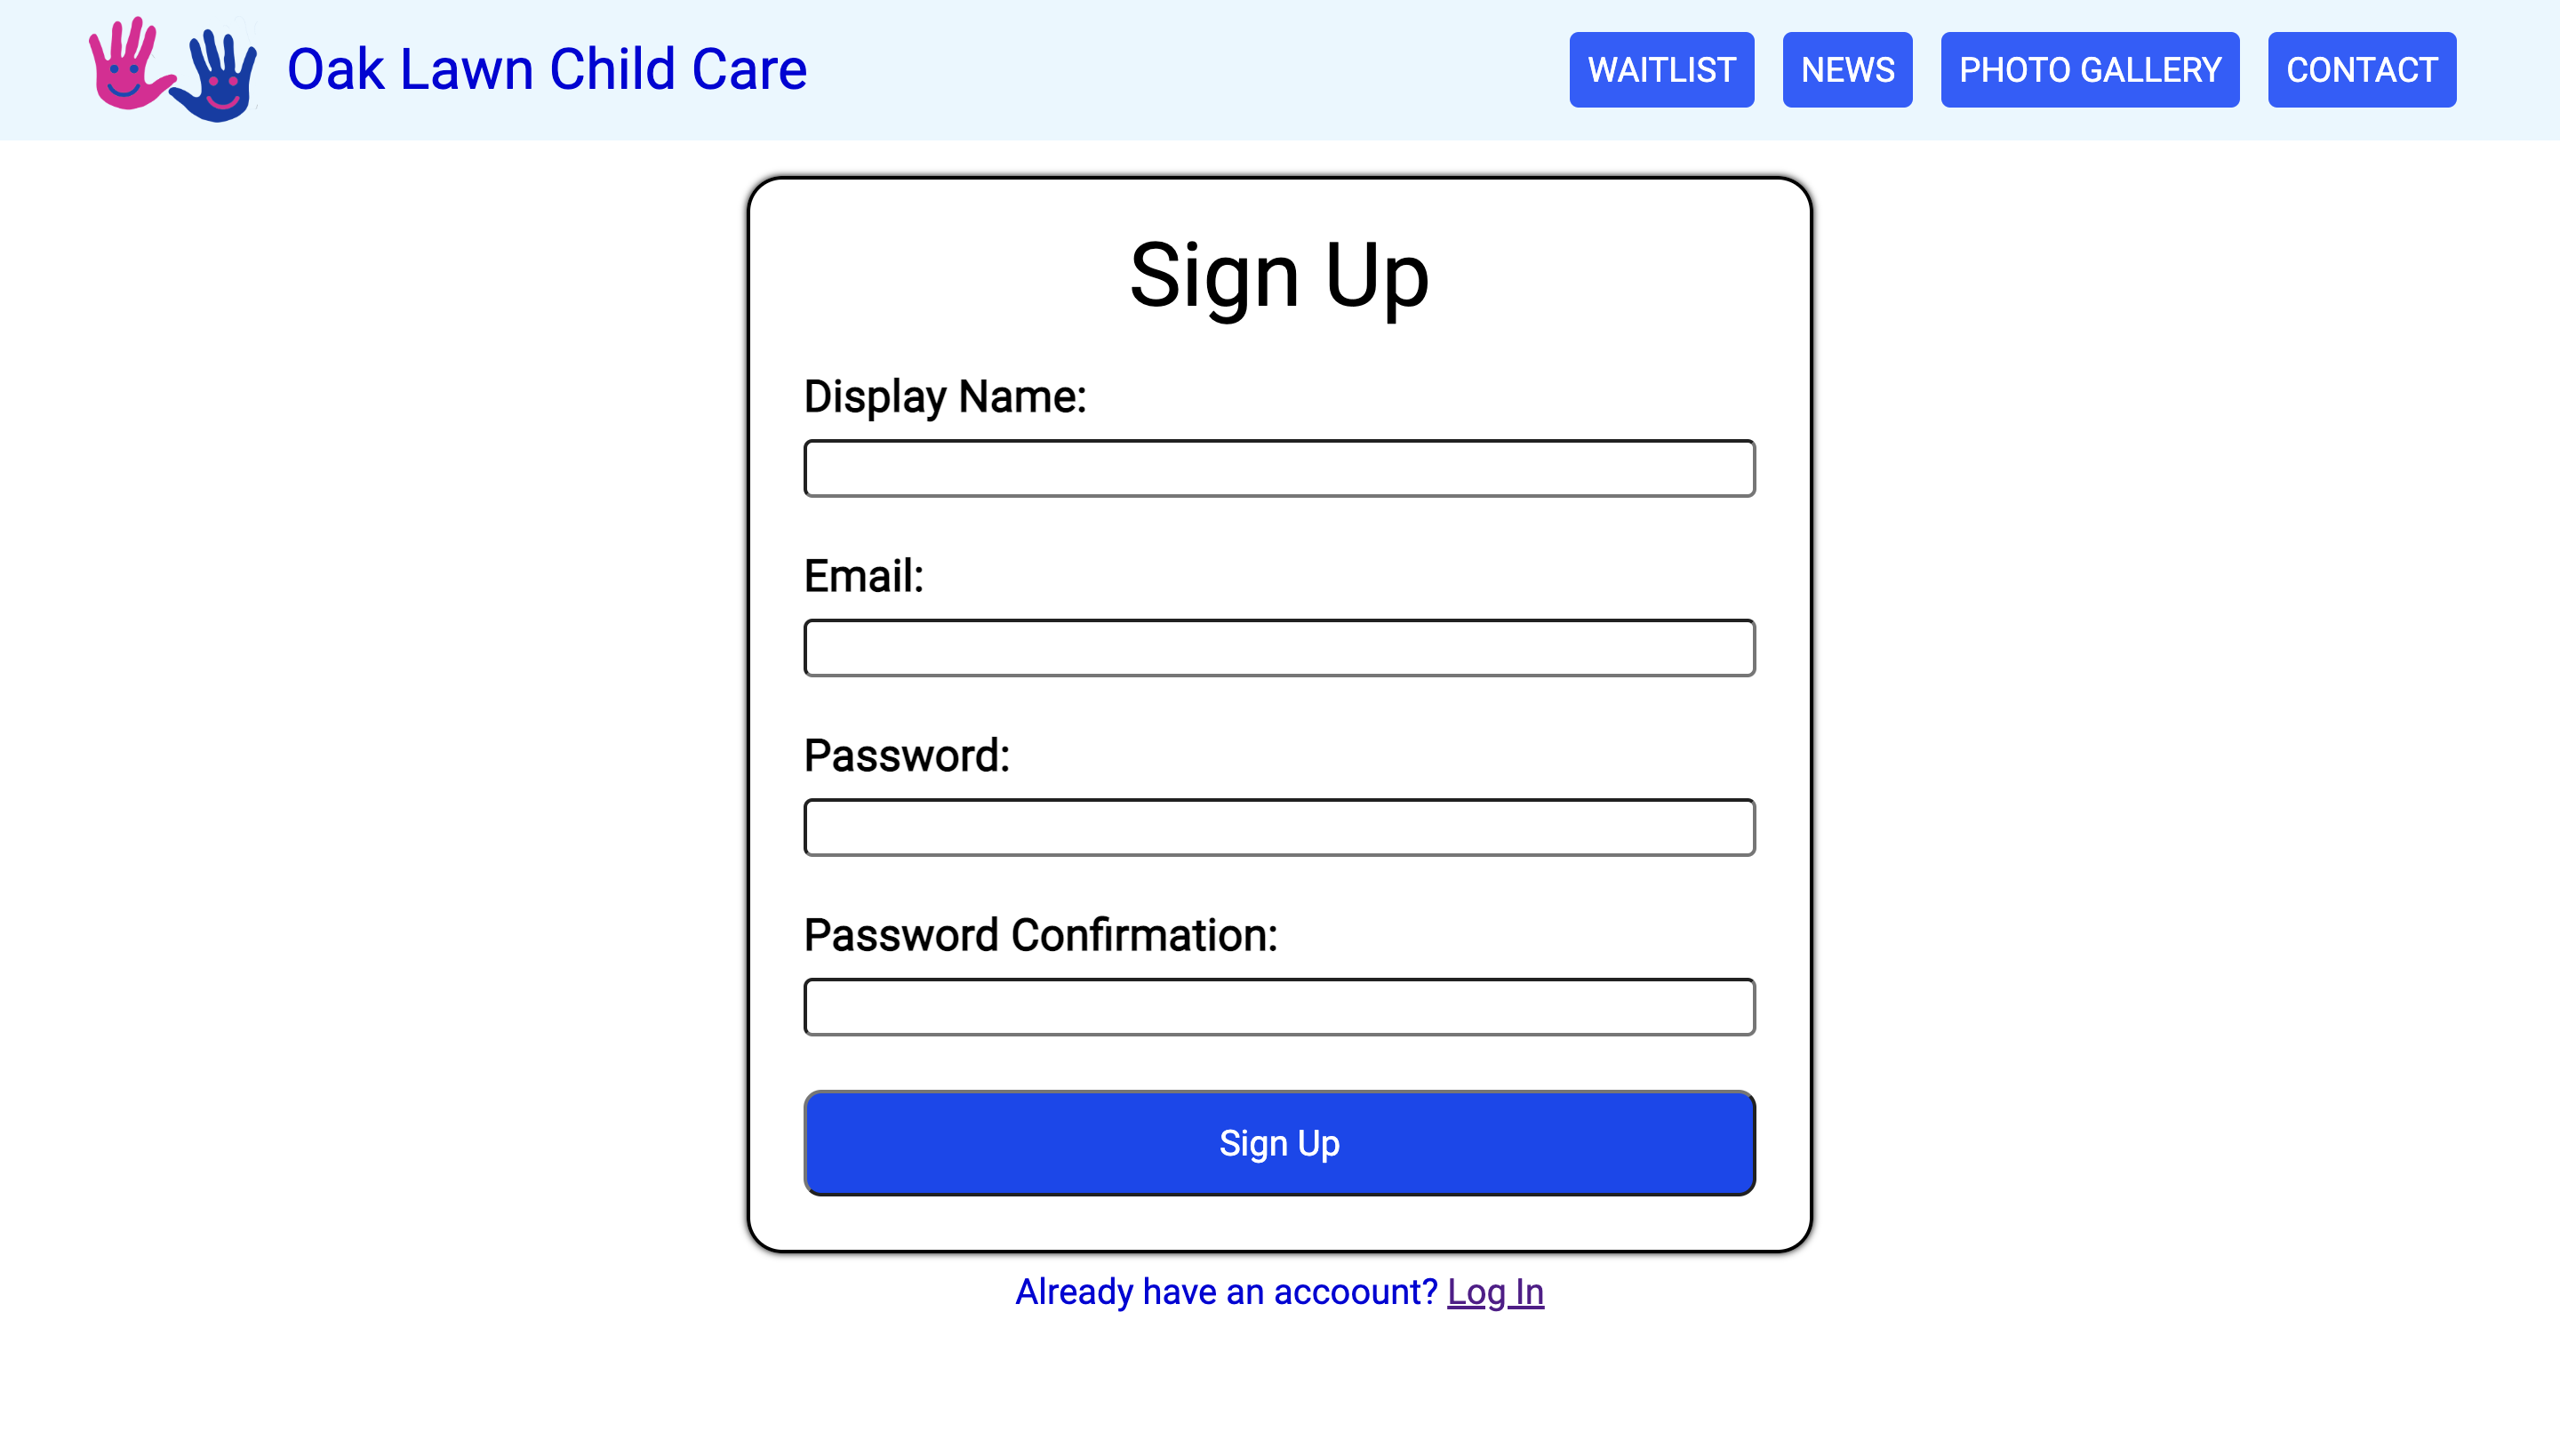 Oak Lawn Child Care
WAITLIST NEWS PHOTO GALLERY CONTACT
Sign Up
Display Name:
Email:
Password:
Password Confirmation:
Sign Up
Already have an accoount? Log In